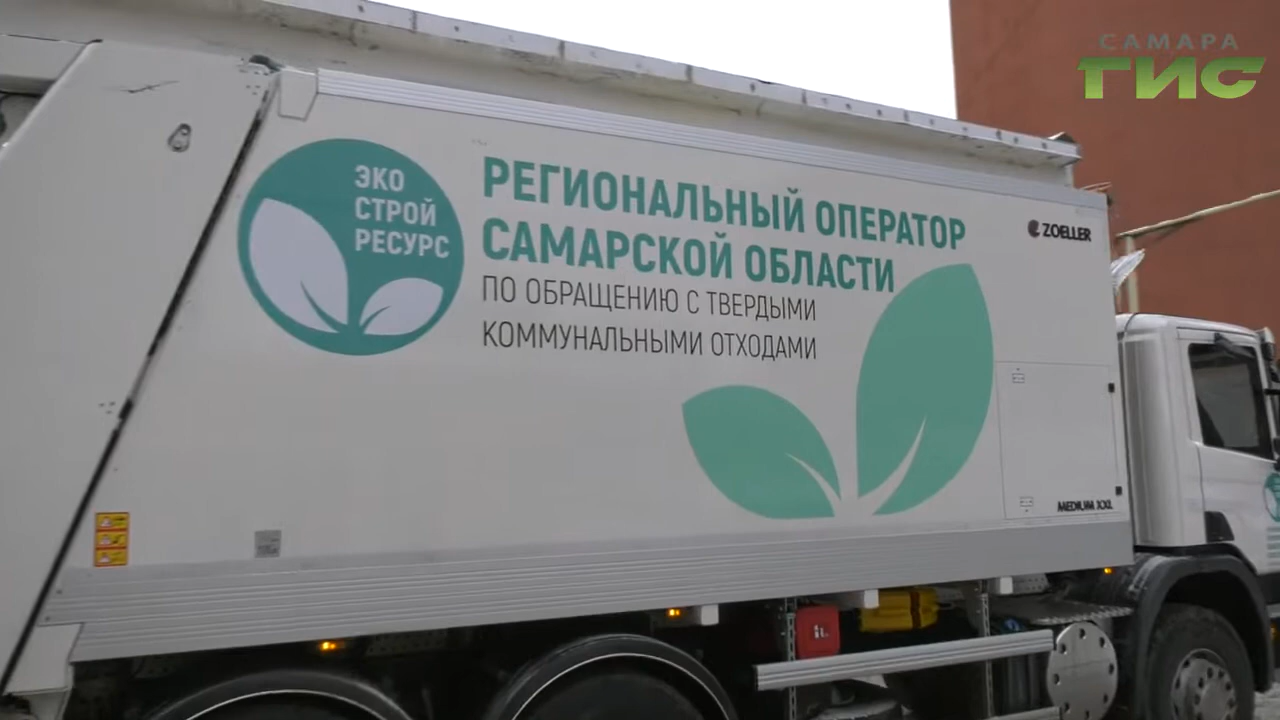 САМАРА
ГИС
ЭКО
СТРОЙ
РЕСУРС
РЕГИОНАЛЬНЫЙ ОПЕРАТОР
САМАРСКОЙ ОБЛАСТИ
ПО ОБРАЩЕНИЮ С ТВЕРДЫМИ
КОММУНАЛЬНЫМИ ОТХОДАМИ
ZOELLER
MEDIUM XXL